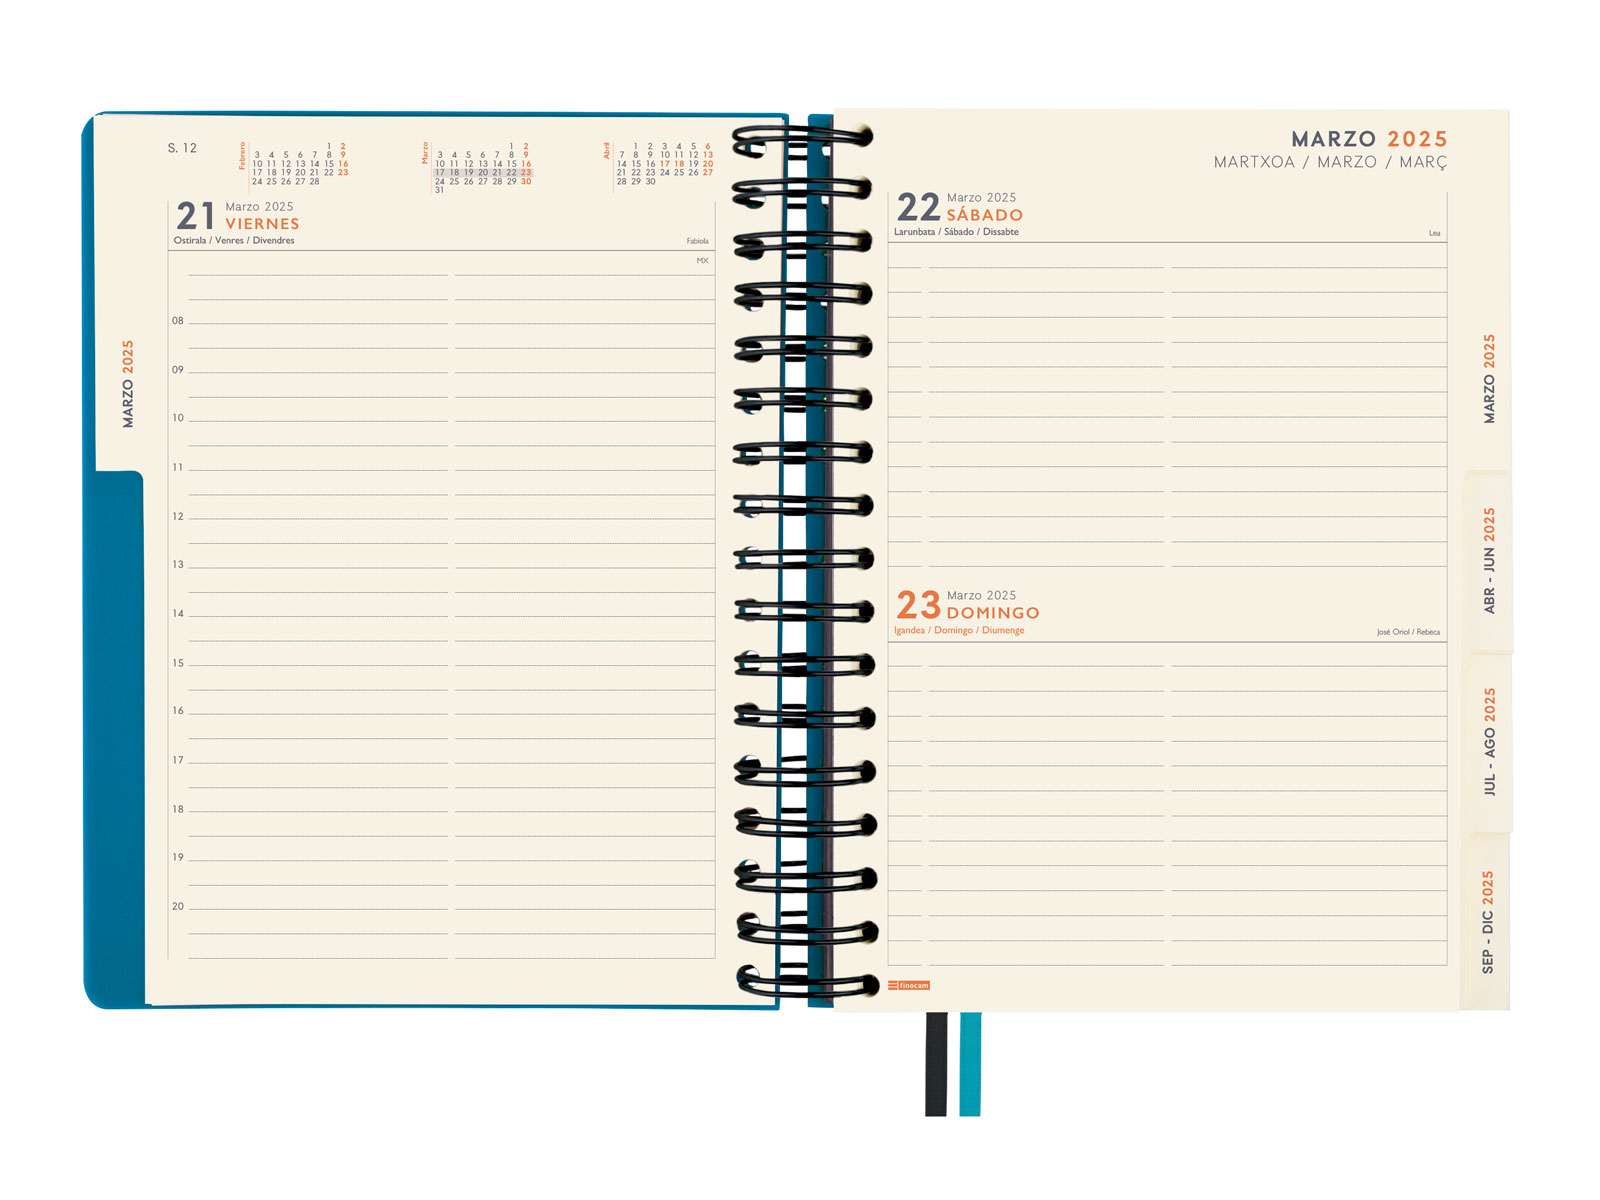 S. 12
Febrero
1 2
3 4 5 6 7 8 9
10 11 12 13 14 15 16
17 18 19 20 21 22 23
24 25 26 27 28
Marzo
1 2
3 4 5 6 7 8 9
10 11 12 13 14 15 16
17 18 19 20 21 22 23
24 25 26 27 28 29 30
31
Abril
1 2 3 4 5 6
7 8 9 10 11 12 13
14 15 16 17 18 19 20
21 22 23 24 25 26 27
28 29 30
21 Marzo 2025
VIERNES
Ostirala / Venres / Divendres
Fabiola
MX
08
09
10
11
12
13
14
15
16
17
18
19
20
MARZO 2025
MARZO 2025
MARTXOA / MARZO / MARÇ
22 Marzo 2025
SÁBADO
Larunbata / Sábado / Dissabte
Lea
23 Marzo 2025
DOMINGO
Igandea / Domingo / Diumenge
José Oriol / Rebeca
finocam
MARZO 2025
ABR - JUN 2025
JUL - AGO 2025
SEP - DIC 2025